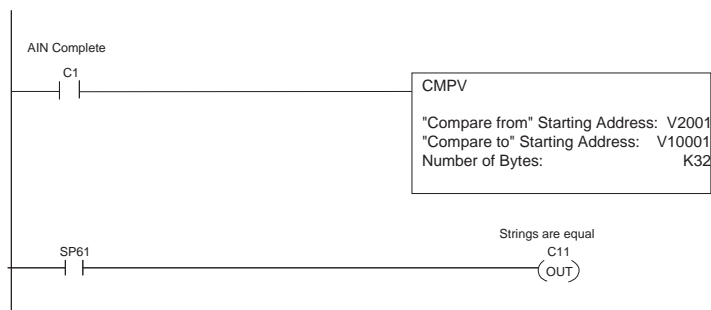 AIN Complete
C1
CMPV
"Compare from" Starting Address: V2001
"Compare to" Starting Address: V10001
Number of Bytes: K32
Strings are equal
SP61
C11
OUT